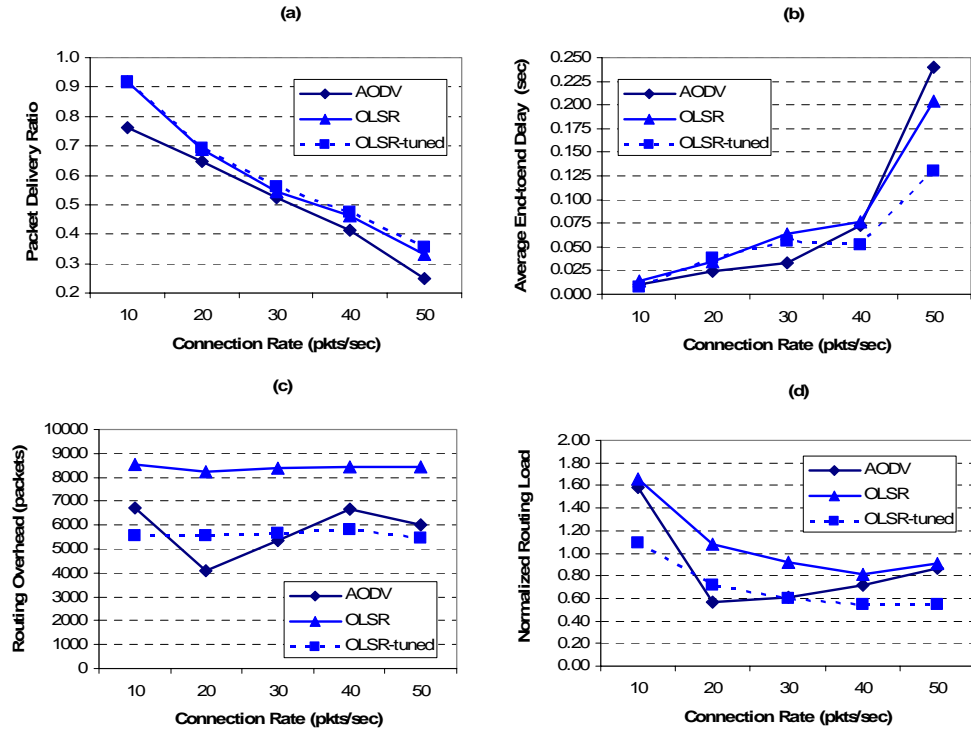 (a)
Packet Delivery Ratio
1.0
0.9
0.8
0.7
0.6
0.5
0.4
0.3
0.2
AODV
OLSR
OLSR-tuned
10 20 30 40 50
Connection Rate (pkts/sec)
(b)
Average End-toend Delay (sec)
0.250
0.225
0.200
0.175
0.150
0.125
0.100
0.075
0.050
0.025
0.000
AODV
OLSR
OLSR-tuned
10 20 30 40 50
Connection Rate (pkts/sec)
(c)
Routing Overhead (packets)
10000
9000
8000
7000
6000
5000
4000
3000
2000
1000
0
AODV
OLSR
OLSR-tuned
10 20 30 40 50
Connection Rate (pkts/sec)
(d)
Normalized Routing Load
2.00
1.80
1.60
1.40
1.20
1.00
0.80
0.60
0.40
0.20
0.00
AODV
OLSR
OLSR-tuned
10 20 30 40 50
Connection Rate (pkts/sec)